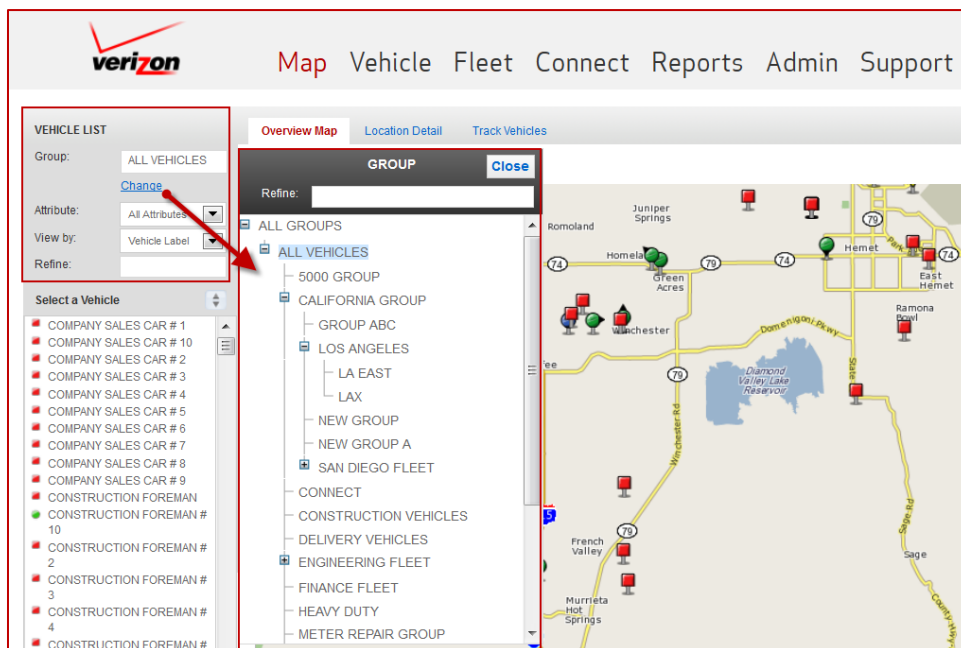 verizon
Map Vehicle Fleet Connect Reports Admin Support
VEHICLE LIST
Group: ALL VEHICLES
Change
Attribute: All Attributes
View by: Vehicle Label
Refine:
Select a Vehicle
COMPANY SALES CAR # 1
COMPANY SALES CAR # 10
COMPANY SALES CAR # 2
COMPANY SALES CAR # 3
COMPANY SALES CAR # 4
COMPANY SALES CAR # 5
COMPANY SALES CAR # 6
COMPANY SALES CAR # 7
COMPANY SALES CAR # 8
COMPANY SALES CAR # 9
CONSTRUCTION FOREMAN
CONSTRUCTION FOREMAN #
10
CONSTRUCTION FOREMAN #
2
CONSTRUCTION FOREMAN #
3
CONSTRUCTION FOREMAN #
4
CONSTRUCTION FOREMAN #
Overview Map Location Detail Track Vehicles
GROUP Close
Refine:
ALL GROUPS
ALL VEHICLES
5000 GROUP
CALIFORNIA GROUP
GROUP ABC
LOS ANGELES
LA EAST
LAX
NEW GROUP
NEW GROUP A
SAN DIEGO FLEET
CONNECT
CONSTRUCTION VEHICLES
DELIVERY VEHICLES
ENGINEERING FLEET
FINANCE FLEET
HEAVY DUTY
METER REPAIR GROUP
Juniper
Springs
Romoland
79
Hemet
74
74
79
74
Green
Acres
East
Hemet
Ramona
Bowl
Winchester
Domenigoni Pkwy
State
79
Diamond
Valley Lake
Reservoir
Winchester Rd
79
French
Valley
Sage Rd
Sage
Murrieta
Hot
Springs